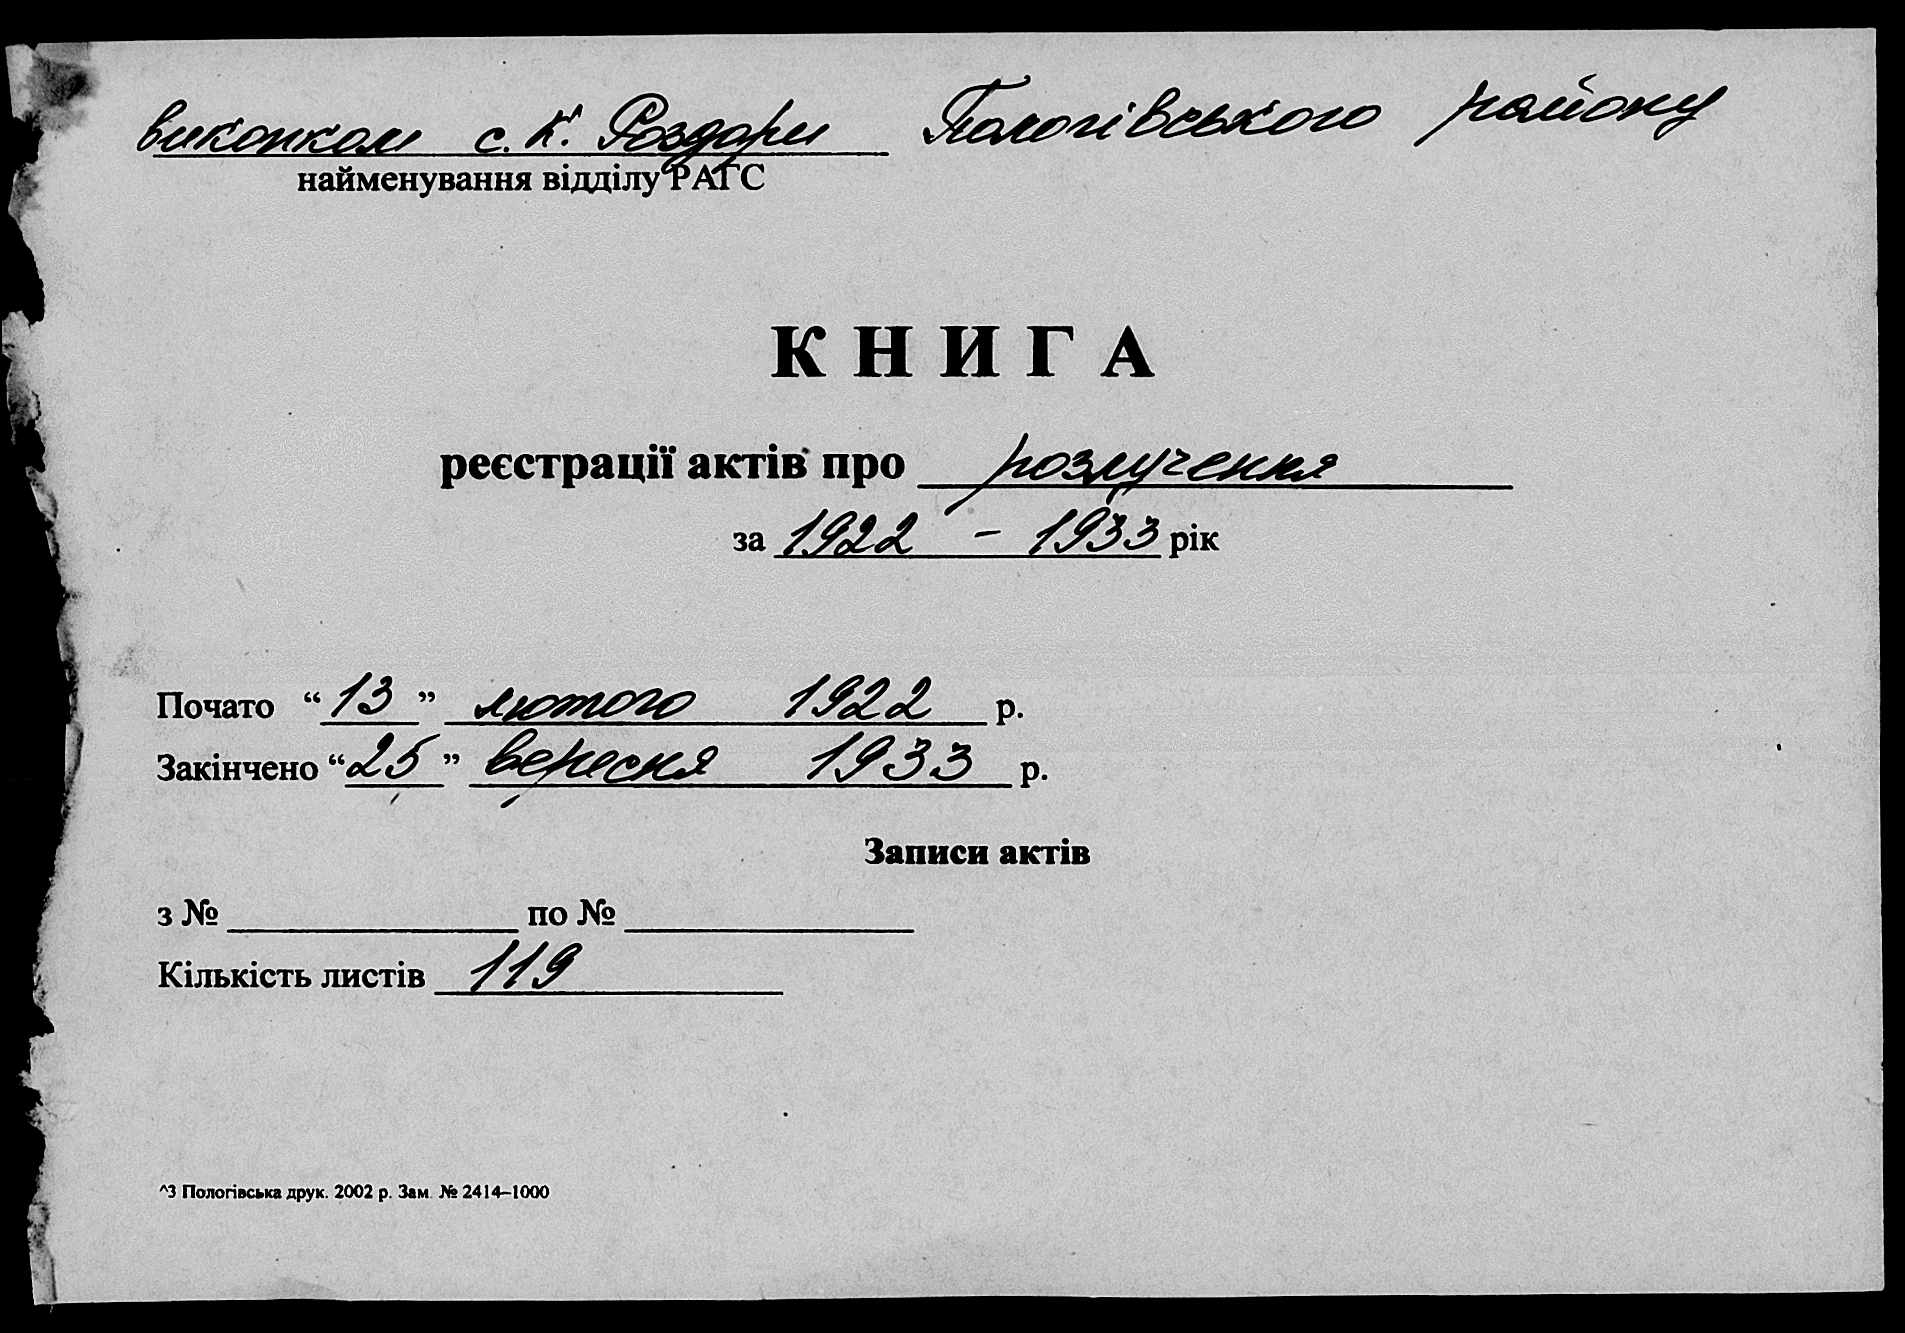 виконком с. К. Роздори Пологівського району
найменування відділу РАГС
КНИГА
реєстрації актів про розлучення
за 1922 - 1933 рік
Почато “13” лютого 1922 р.
Закінчено “25” вересня 1933 р.
Записи актів
з № ____ по № ____
Кількість листів 119
^З Пологівська друк. 2002 р. Зам. № 2414–1000